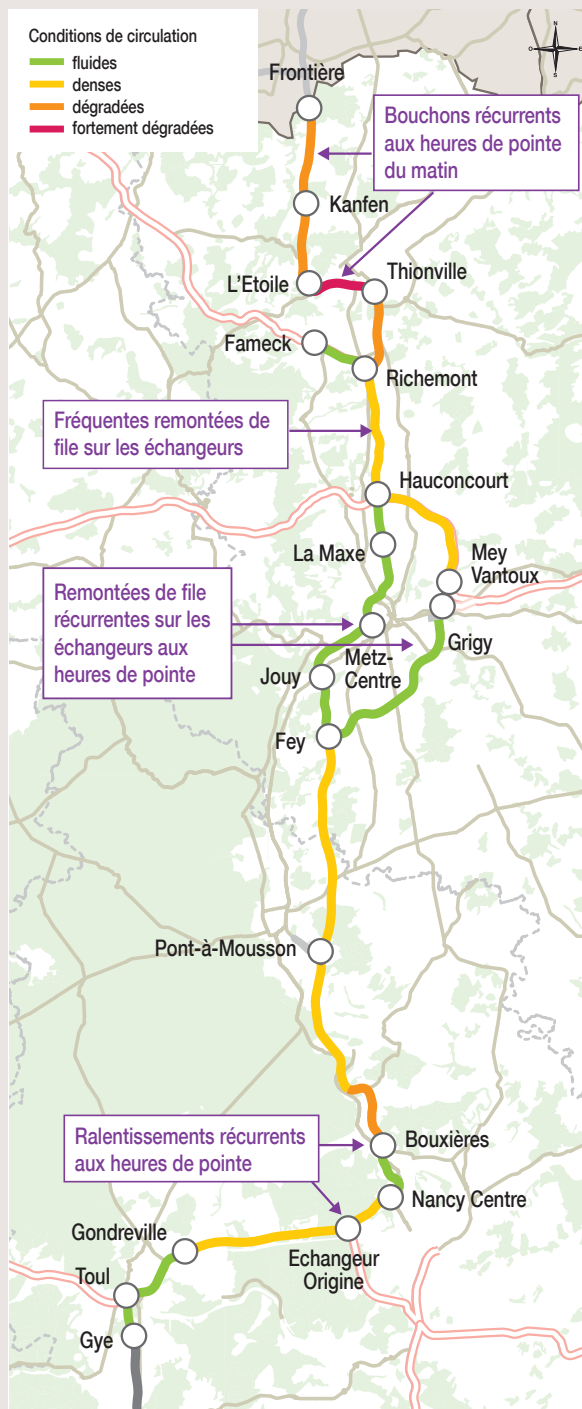 Conditions de circulation
fluides
denses
dégradées
fortement dégradées
N
O
E
S
Frontière
Bouchons récurrents
aux heures de pointe
du matin
Kanfen
L'Etoile
Thionville
Fameck
Richemont
Fréquentes remontées de
file sur les échangeurs
Hauconcourt
La Maxe
Mey
Vantoux
Remontées de file
récurrentes sur les
échangeurs aux
heures de pointe
Grigy
Metz-
Centre
Jouy
Fey
Pont-à-Mousson
Ralentissements récurrents
aux heures de pointe
Bouxières
Nancy Centre
Gondreville
Echangeur
Origine
Toul
Gye